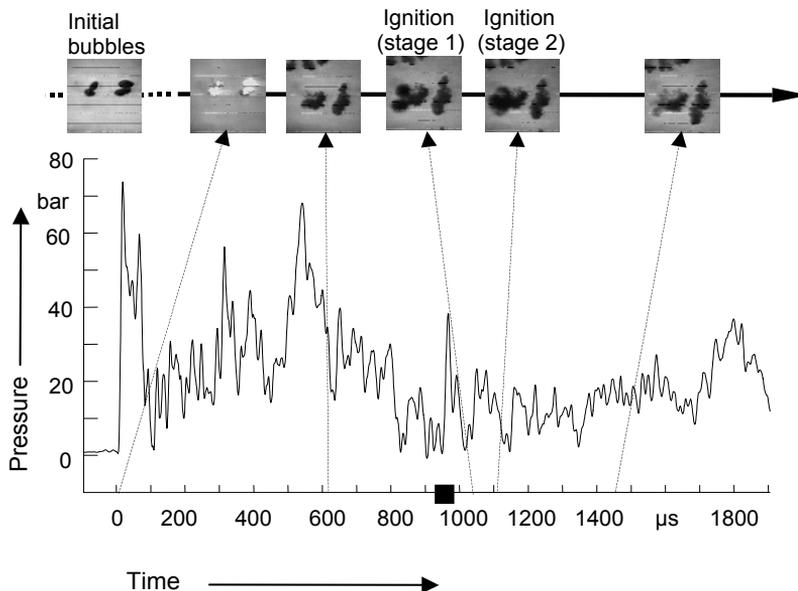 Initial
bubbles
Ignition
(stage 1)
Ignition
(stage 2)
80
bar
60
40
20
0
Pressure
0 200 400 600 800 1000 1200 1400 µs 1800
Time